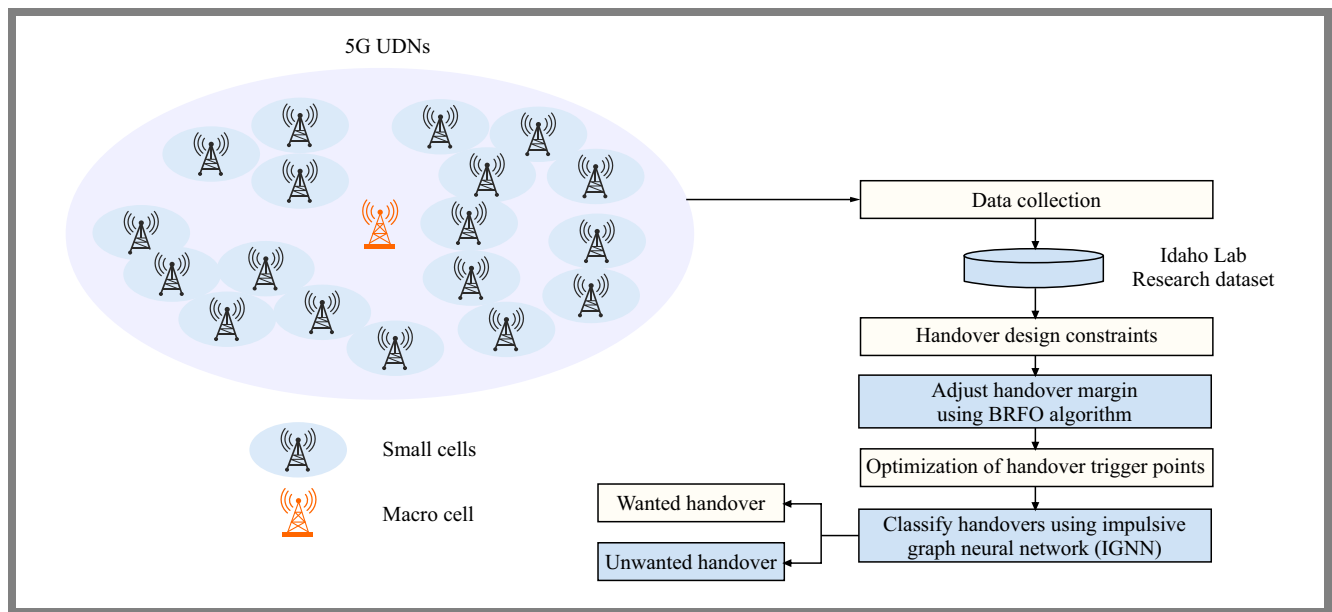 5G UDNs
Data collection
Idaho Lab
Research dataset
Handover design constraints
Adjust handover margin
using BRFO algorithm
Optimization of handover trigger points
Classify handovers using impulsive
graph neural network (IGNN)
Wanted handover
Unwanted handover
Small cells
Macro cell